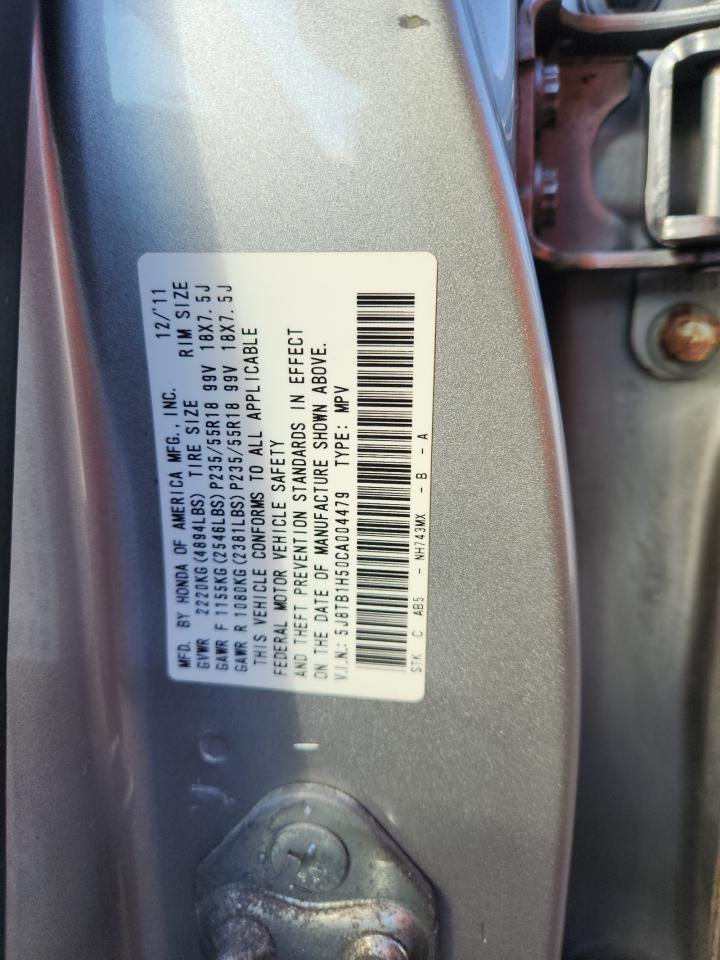 MFD. BY HONDA OF AMERICA MFG., INC. 12/'11
GVWR 2220KG(4894LBS) TIRE SIZE RIM SIZE
GAWR F 1155KG(2546LBS)P235/55R18 99V 18X7.5J
GAWR R 1080KG(2381LBS)P235/55R18 99V 18X7.5J
THIS VEHICLE CONFORMS TO ALL APPLICABLE
FEDERAL MOTOR VEHICLE SAFETY
AND THEFT PREVENTION STANDARDS IN EFFECT
ON THE DATE OF MANUFACTURE SHOWN ABOVE.
V.I.N.: 5J8TB1H50CA004479 TYPE: MPV
STK C AB5 - NH743MX - B - A